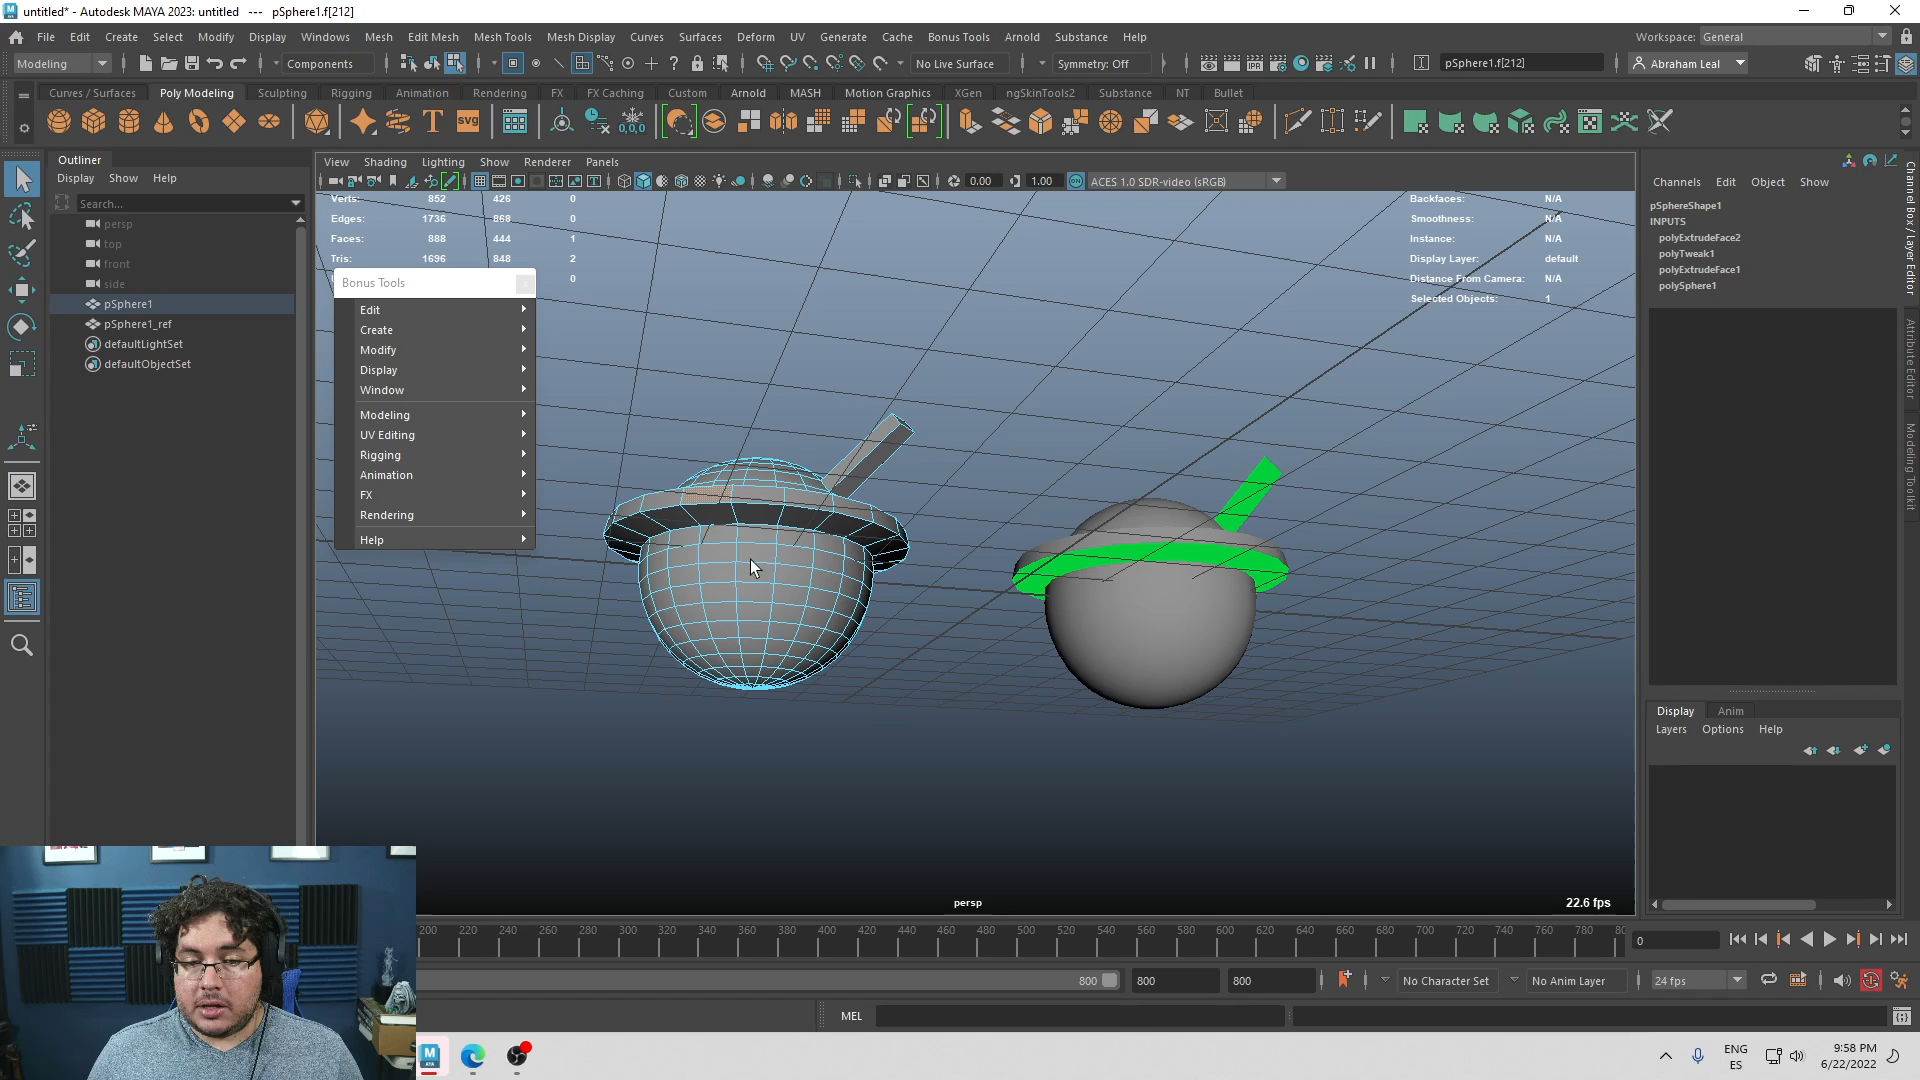 untitled* - Autodesk MAYA 2023: untitled --- pSphere1.f[212]
File Edit Create Select Modify Display Windows Mesh Edit Mesh Mesh Tools Mesh Display Curves Surfaces Deform UV Generate Cache Bonus Tools Arnold Substance Help
Workspace: General
Modeling
Components
No Live Surface
Symmetry: Off
pSphere1.f[212]
Abraham Leal
Curves / Surfaces Poly Modeling Sculpting Rigging Animation Rendering FX FX Caching Custom Arnold MASH Motion Graphics XGen ngSkinTools2 Substance NT Bullet
T
SVG
0,0,0
Outliner
Display Show Help
Search...
persp
top
front
side
pSphere1
pSphere1_ref
defaultLightSet
defaultObjectSet
View Shading Lighting Show Renderer Panels
0.00
1.00
ACES 1.0 SDR-video (sRGB)
Verts: 852 426 0
Edges: 1736 868 0
Faces: 888 444 1
Tris: 1696 848 2
0
Bonus Tools
Edit
Create
Modify
Display
Window
Modeling
UV Editing
Rigging
Animation
FX
Rendering
Help
Backfaces: N/A
Smoothness: N/A
Instance: N/A
Display Layer: default
Distance From Camera: N/A
Selected Objects: 1
persp
22.6 fps
Channels Edit Object Show
pSphereShape1
INPUTS
polyExtrudeFace2
polyTweak1
polyExtrudeFace1
polySphere1
Channel Box / Layer Editor
Attribute Editor
Modeling Toolkit
Display Anim
Layers Options Help
200 220 240 260 280 300 320 340 360 380 400 420 440 460 480 500 520 540 560 580 600 620 640 660 680 700 720 740 760 780 80
0
800
800
800
No Character Set
No Anim Layer
24 fps
MEL
ENG
ES
9:58 PM
6/22/2022